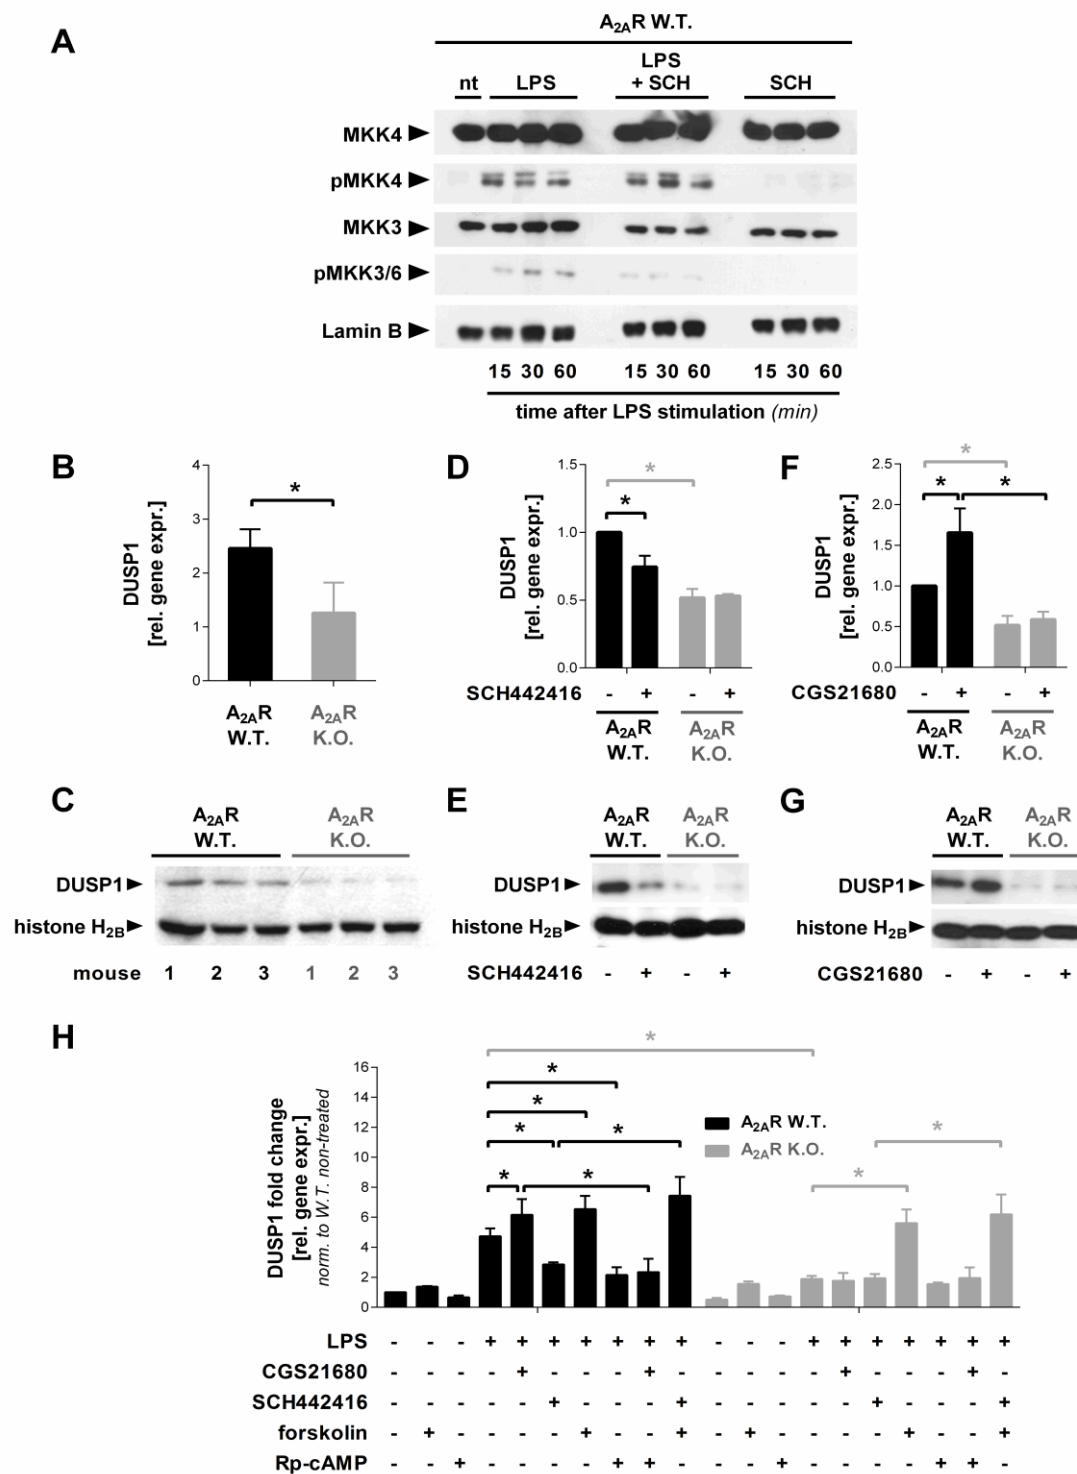 A
A₂ₐR W.T.
nt LPS LPS + SCH SCH
MKK4
pMKK4
MKK3
pMKK3/6
Lamin B
15 30 60 15 30 60 15 30 60
time after LPS stimulation (min)
B
DUSP1
[rel. gene expr.]
4
3
2
1
0
*
A₂ₐR W.T. A₂ₐR K.O.
D
DUSP1
[rel. gene expr.]
1.5
1.0
0.5
0.0
* *
SCH442416 - + - +
A₂ₐR W.T. A₂ₐR K.O.
F
DUSP1
[rel. gene expr.]
2.5
2.0
1.5
1.0
0.5
0.0
* * *
CGS21680 - + - +
A₂ₐR W.T. A₂ₐR K.O.
C
A₂ₐR W.T. A₂ₐR K.O.
DUSP1
histone H₂B
mouse 1 2 3 1 2 3
E
A₂ₐR W.T. A₂ₐR K.O.
DUSP1
histone H₂B
SCH442416 - + - +
G
A₂ₐR W.T. A₂ₐR K.O.
DUSP1
histone H₂B
CGS21680 - + - +
H
DUSP1 fold change
[rel. gene expr.]
norm. to W.T. non-treated
16
14
12
10
8
6
4
2
0
* * * * * * * * *
A₂ₐR W.T.
A₂ₐR K.O.
LPS - - - + + + + + + + - - - + + + + + + +
CGS21680 - - - - + - - - + - - - - - + - - - + -
SCH442416 - - - - - + - - - + - - - - - + - - - +
forskolin - + - - - - + - - + - + - - - - + - - +
Rp-cAMP - - + - - - - + + - - - + - - - - + + -